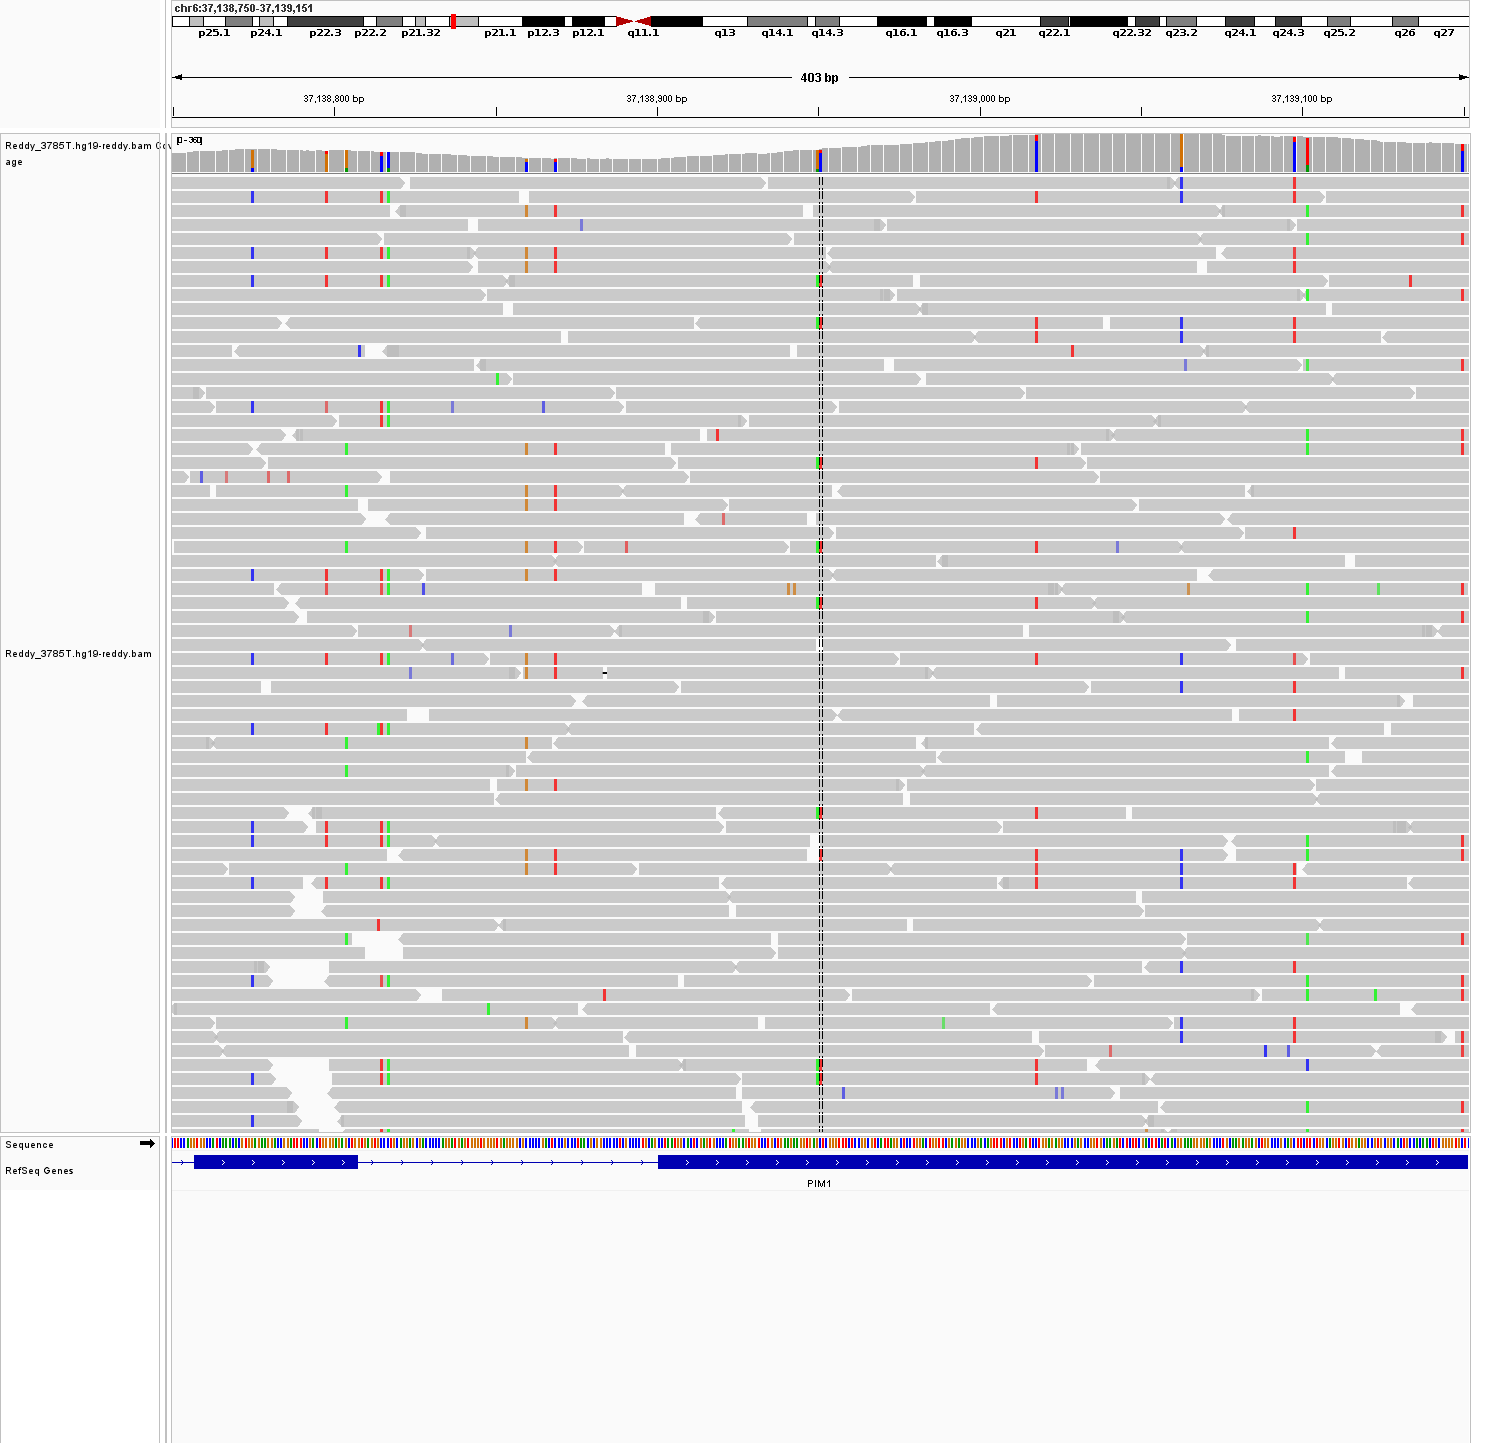 chr6:37,138,750-37,139,151
p25.1 p24.1 p22.3 p22.2 p21.32 p21.1 p12.3 p12.1 q11.1 q13 q14.1 q14.3 q16.1 q16.3 q21 q22.1 q22.32 q23.2 q24.1 q24.3 q25.2 q26 q27
403 bp
37,138,800 bp 37,138,900 bp 37,139,000 bp 37,139,100 bp
Reddy_3785T.hg19-reddy.bam Cov
age
[0-360]
Reddy_3785T.hg19-reddy.bam
Sequence
RefSeq Genes
PIM1